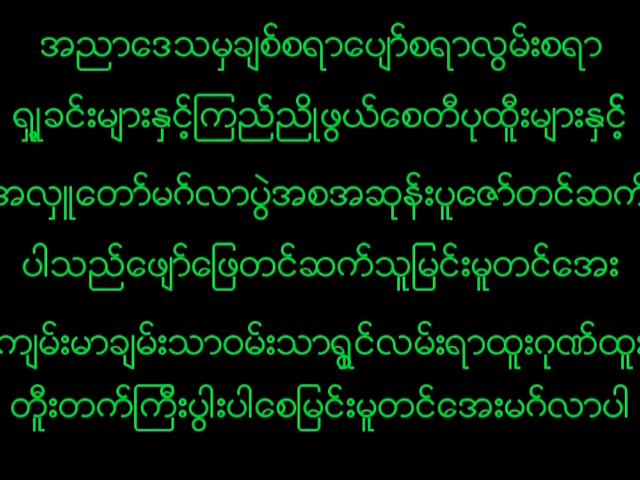 အညာဒေသမှချစ်စရာပျော်စရာလွမ်းစရာ
ရှုခင်းများနှင့်ကြည်ညိုဖွယ်စေတီပုထိူးများနှင့်
အလှူတော်မဂ်လာပွဲအစအဆုန်းပူဇော်တင်ဆက်
ပါသည်ဖျော်ဖြေတင်ဆက်သူမြင်းမူတင်အေး
ကျမ်းမာချမ်းသာဝမ်းသာရွှင်လမ်းရာထူးဂုဏ်ထူး
တိူးတက်ကြီးပွါးပါစေမြင်းမူတင်အေးမဂ်လာပါ